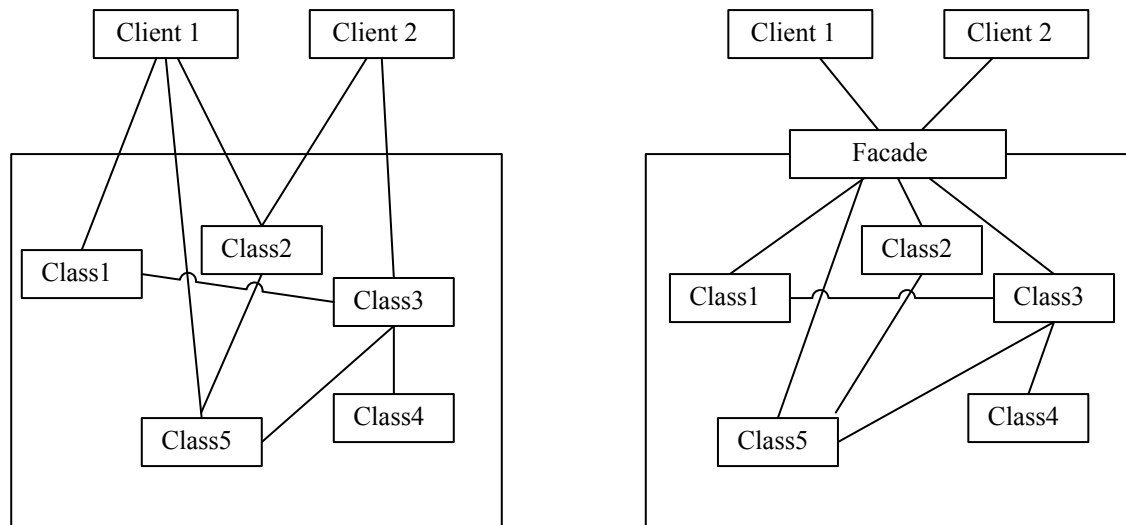 Client 1
Client 2
Class1
Class2
Class3
Class4
Class5
Client 1
Client 2
Facade
Class1
Class2
Class3
Class4
Class5